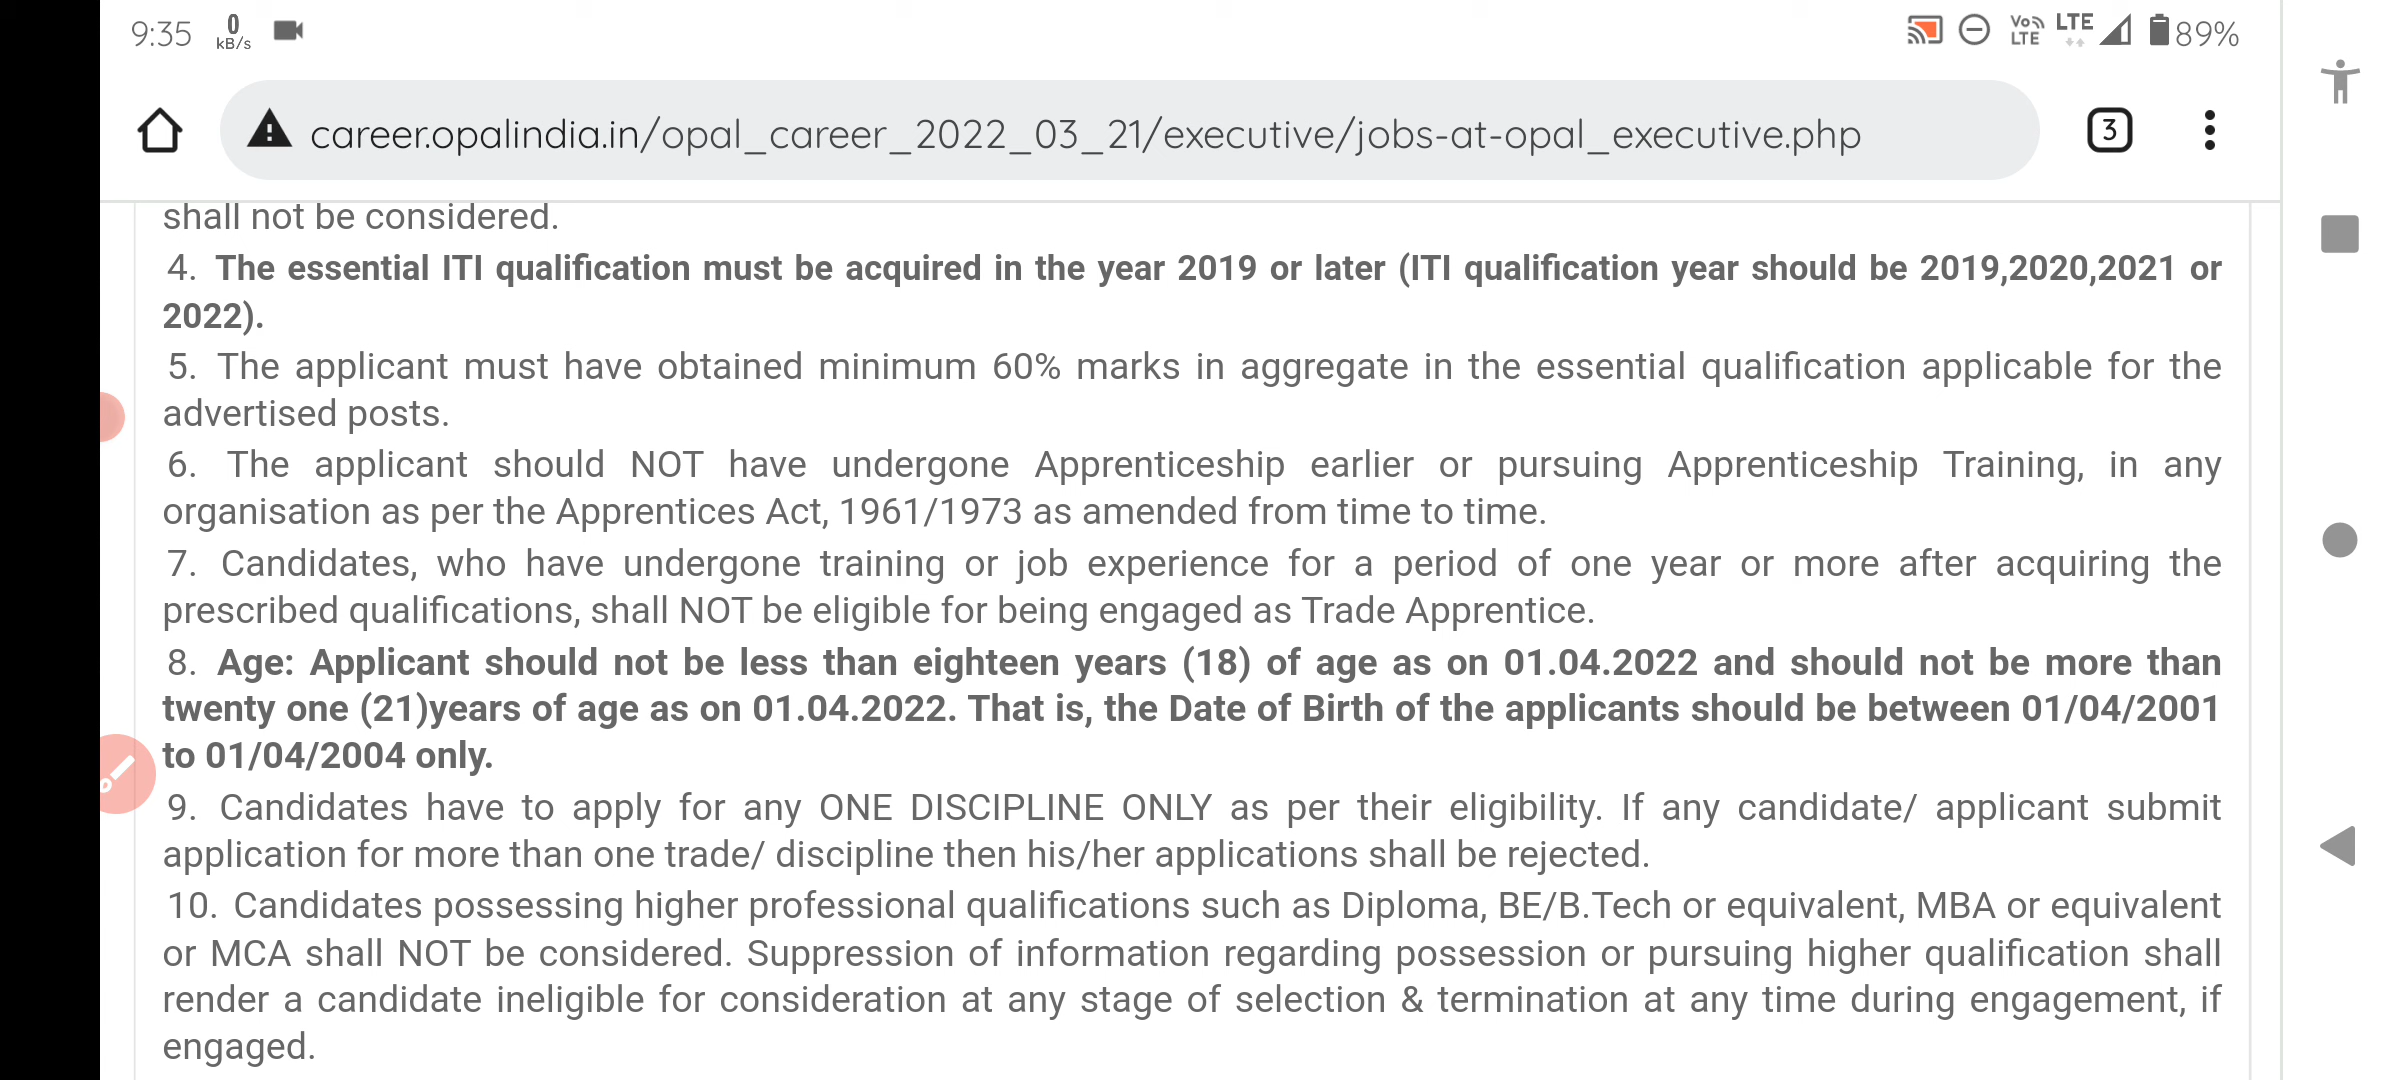 9:35 0 kB/s Vo LTE LTE 89%
career.opalindia.in/opal_career_2022_03_21/executive/jobs-at-opal_executive.php 3
shall not be considered.
4. The essential ITI qualification must be acquired in the year 2019 or later (ITI qualification year should be 2019,2020,2021 or
2022).
5. The applicant must have obtained minimum 60% marks in aggregate in the essential qualification applicable for the
advertised posts.
6. The applicant should NOT have undergone Apprenticeship earlier or pursuing Apprenticeship Training, in any
organisation as per the Apprentices Act, 1961/1973 as amended from time to time.
7. Candidates, who have undergone training or job experience for a period of one year or more after acquiring the
prescribed qualifications, shall NOT be eligible for being engaged as Trade Apprentice.
8. Age: Applicant should not be less than eighteen years (18) of age as on 01.04.2022 and should not be more than
twenty one (21)years of age as on 01.04.2022. That is, the Date of Birth of the applicants should be between 01/04/2001
to 01/04/2004 only.
9. Candidates have to apply for any ONE DISCIPLINE ONLY as per their eligibility. If any candidate/ applicant submit
application for more than one trade/ discipline then his/her applications shall be rejected.
10. Candidates possessing higher professional qualifications such as Diploma, BE/B.Tech or equivalent, MBA or equivalent
or MCA shall NOT be considered. Suppression of information regarding possession or pursuing higher qualification shall
render a candidate ineligible for consideration at any stage of selection & termination at any time during engagement, if
engaged.